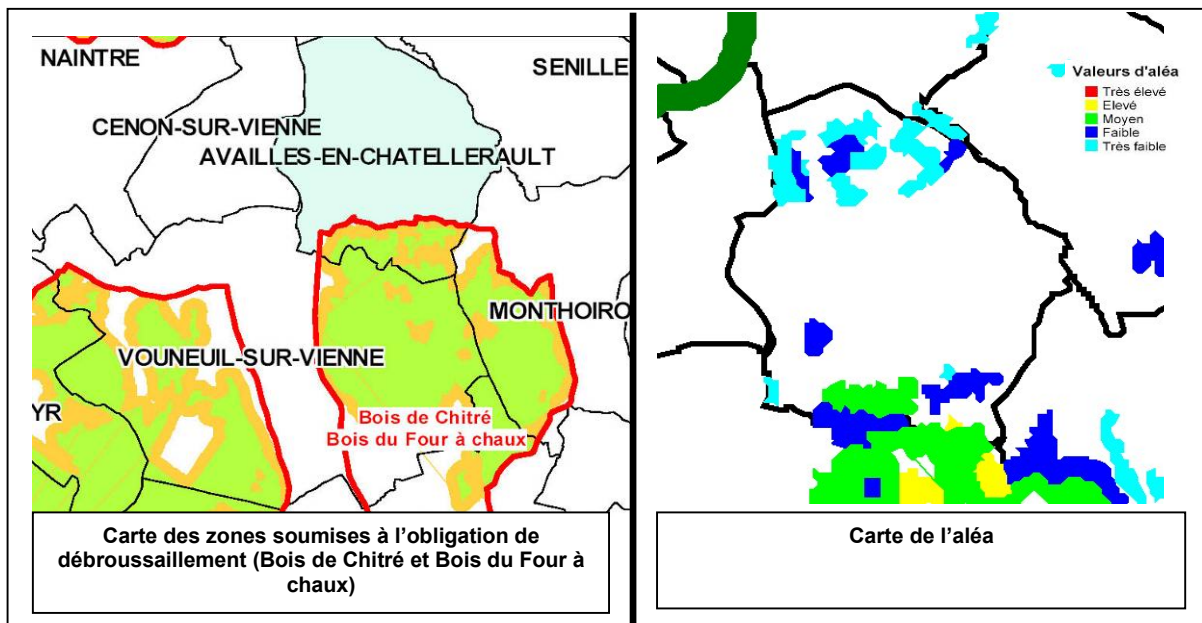 NAINTRE
SENILLE
CENON-SUR-VIENNE
AVAILLES-EN-CHATELLERAULT
MONTHOIRO
VOUNEUIL-SUR-VIENNE
YR
Bois de Chitré
Bois du Four à chaux
Carte des zones soumises à l'obligation de
débroussaillement (Bois de Chitré et Bois du Four à
chaux)
Valeurs d'aléa
Très élevé
Elevé
Moyen
Faible
Très faible
Carte de l'aléa